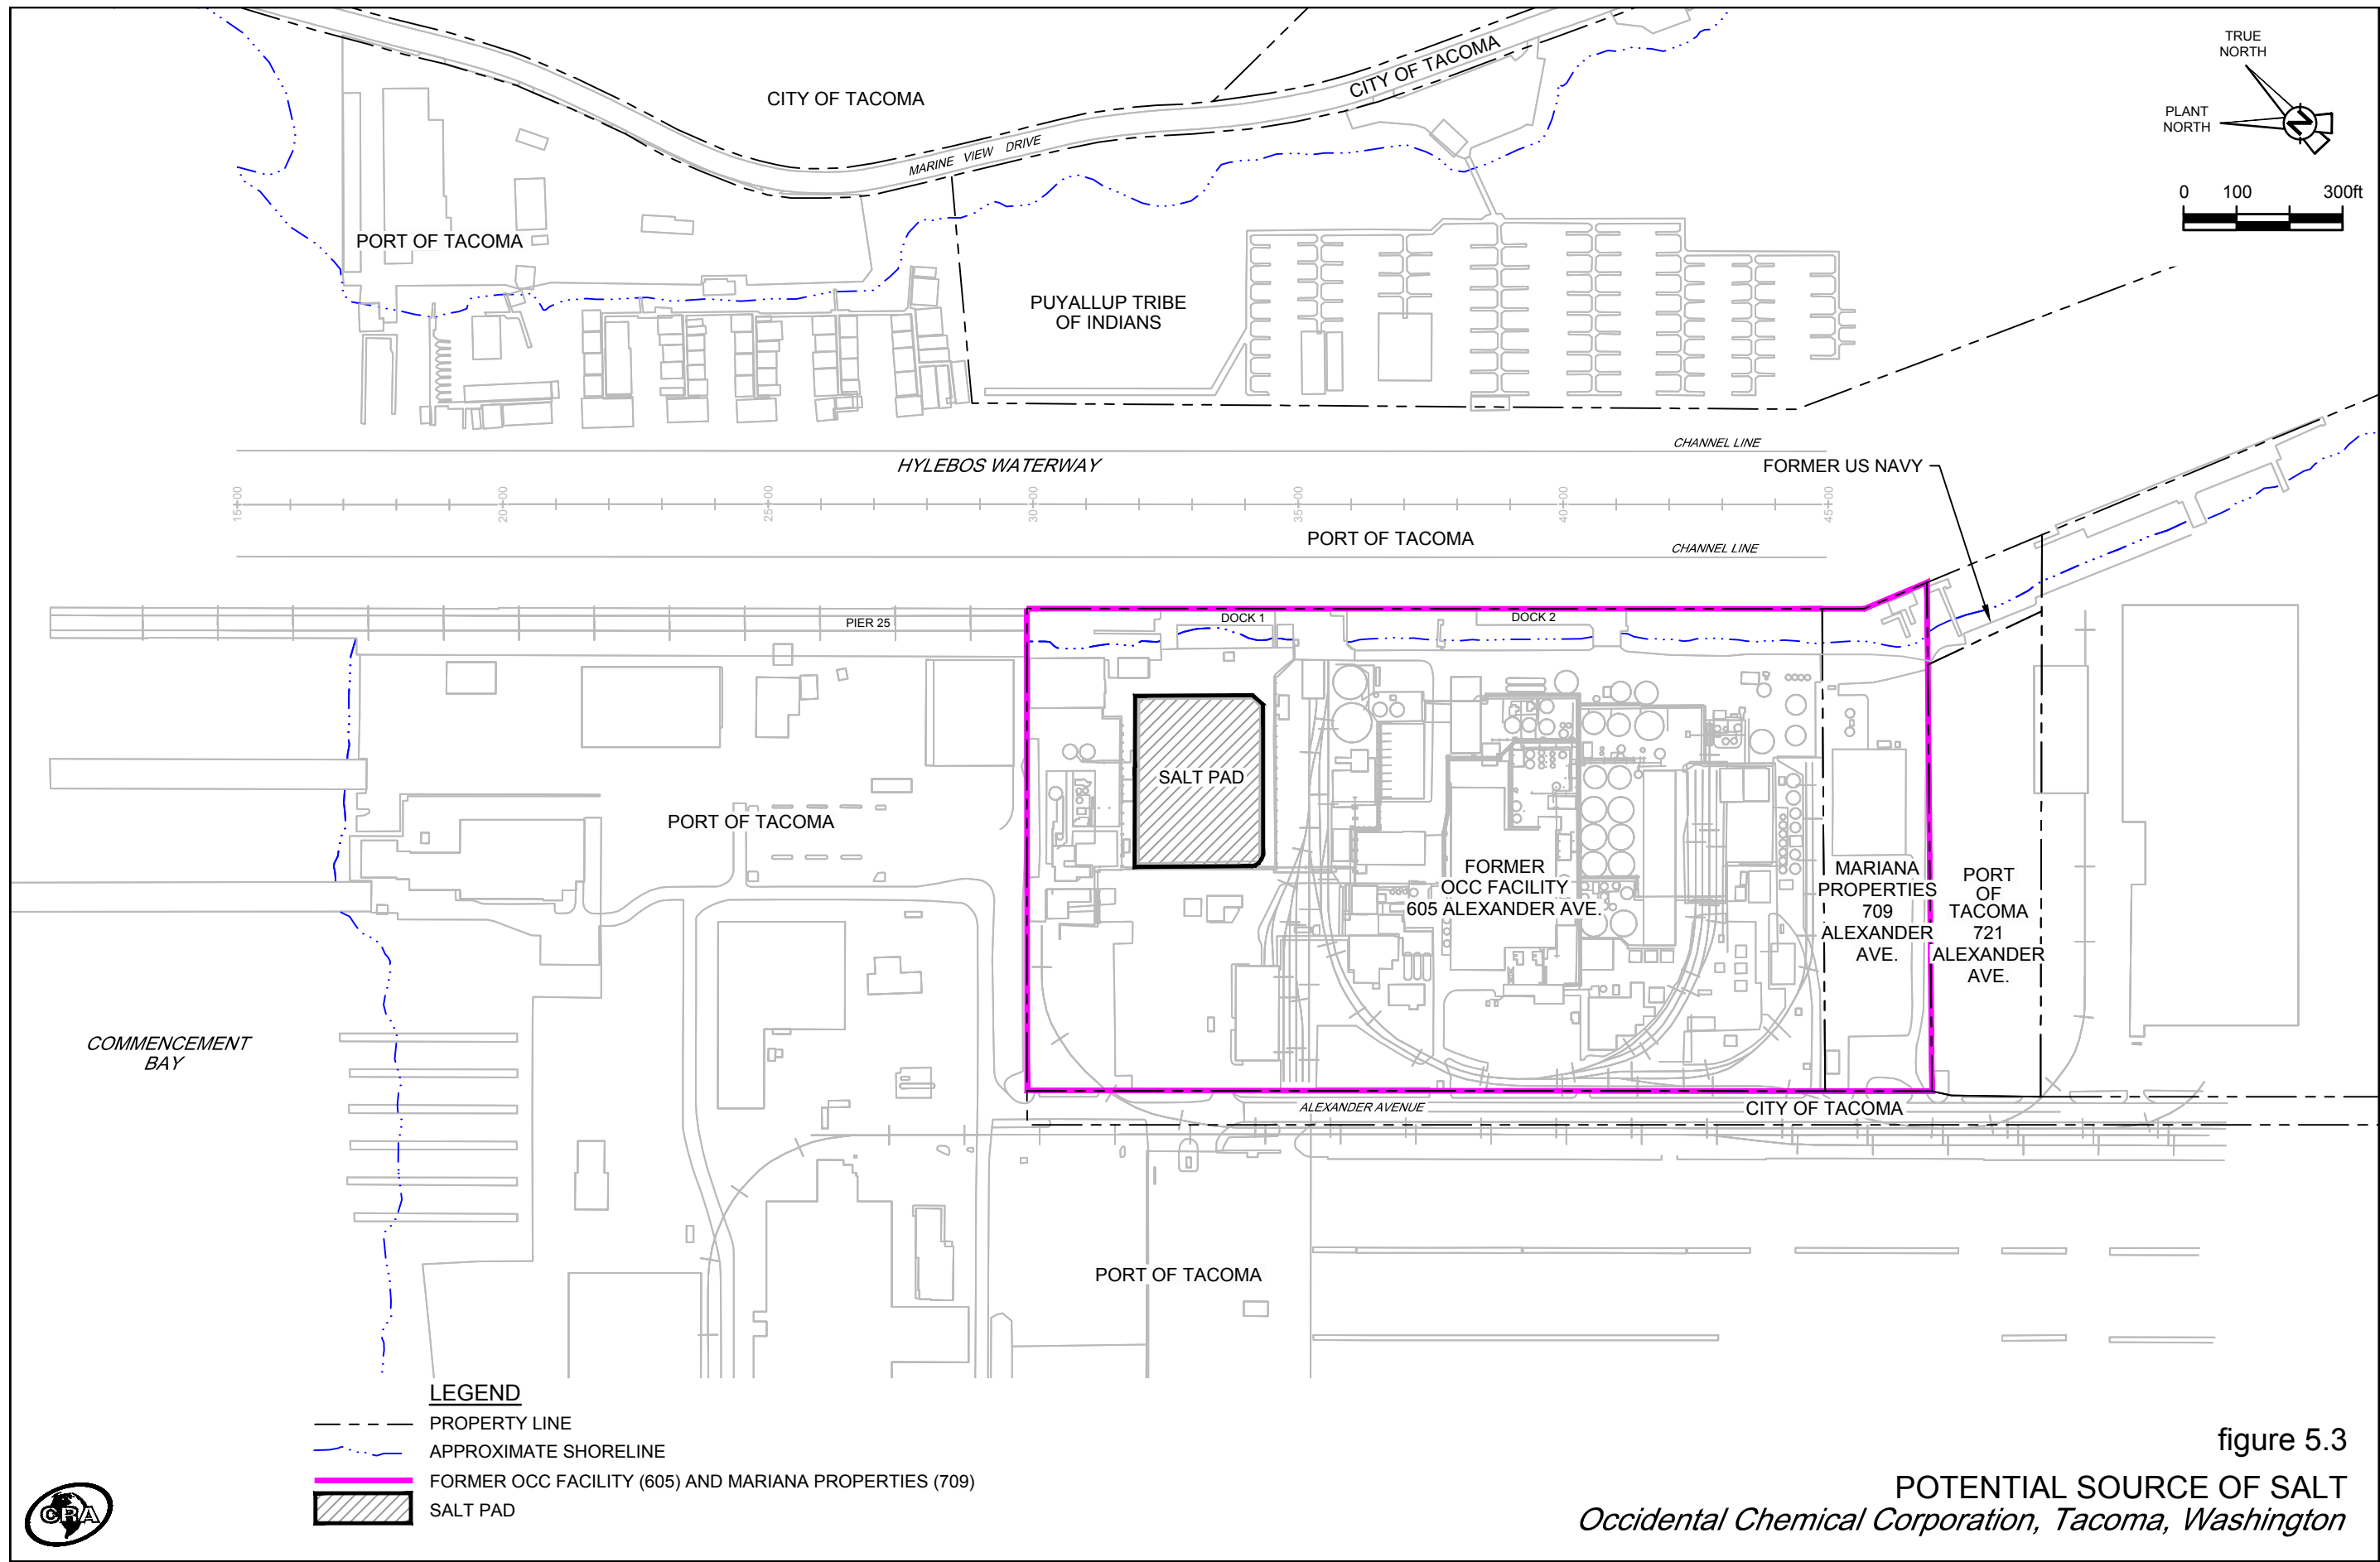 TRUE
NORTH
PLANT
NORTH
0 100 300ft
CITY OF TACOMA
CITY OF TACOMA
MARINE VIEW DRIVE
PORT OF TACOMA
PUYALLUP TRIBE
OF INDIANS
CHANNEL LINE
HYLEBOS WATERWAY
FORMER US NAVY
15+00 20+00 25+00 30+00 35+00 40+00 45+00
PORT OF TACOMA
CHANNEL LINE
PIER 25
DOCK 1
DOCK 2
SALT PAD
PORT OF TACOMA
FORMER
OCC FACILITY
605 ALEXANDER AVE.
MARIANA
PROPERTIES
709
ALEXANDER
AVE.
PORT
OF
TACOMA
721
ALEXANDER
AVE.
COMMENCEMENT
BAY
ALEXANDER AVENUE
CITY OF TACOMA
PORT OF TACOMA
LEGEND
PROPERTY LINE
APPROXIMATE SHORELINE
FORMER OCC FACILITY (605) AND MARIANA PROPERTIES (709)
SALT PAD
CRA
figure 5.3
POTENTIAL SOURCE OF SALT
Occidental Chemical Corporation, Tacoma, Washington
N